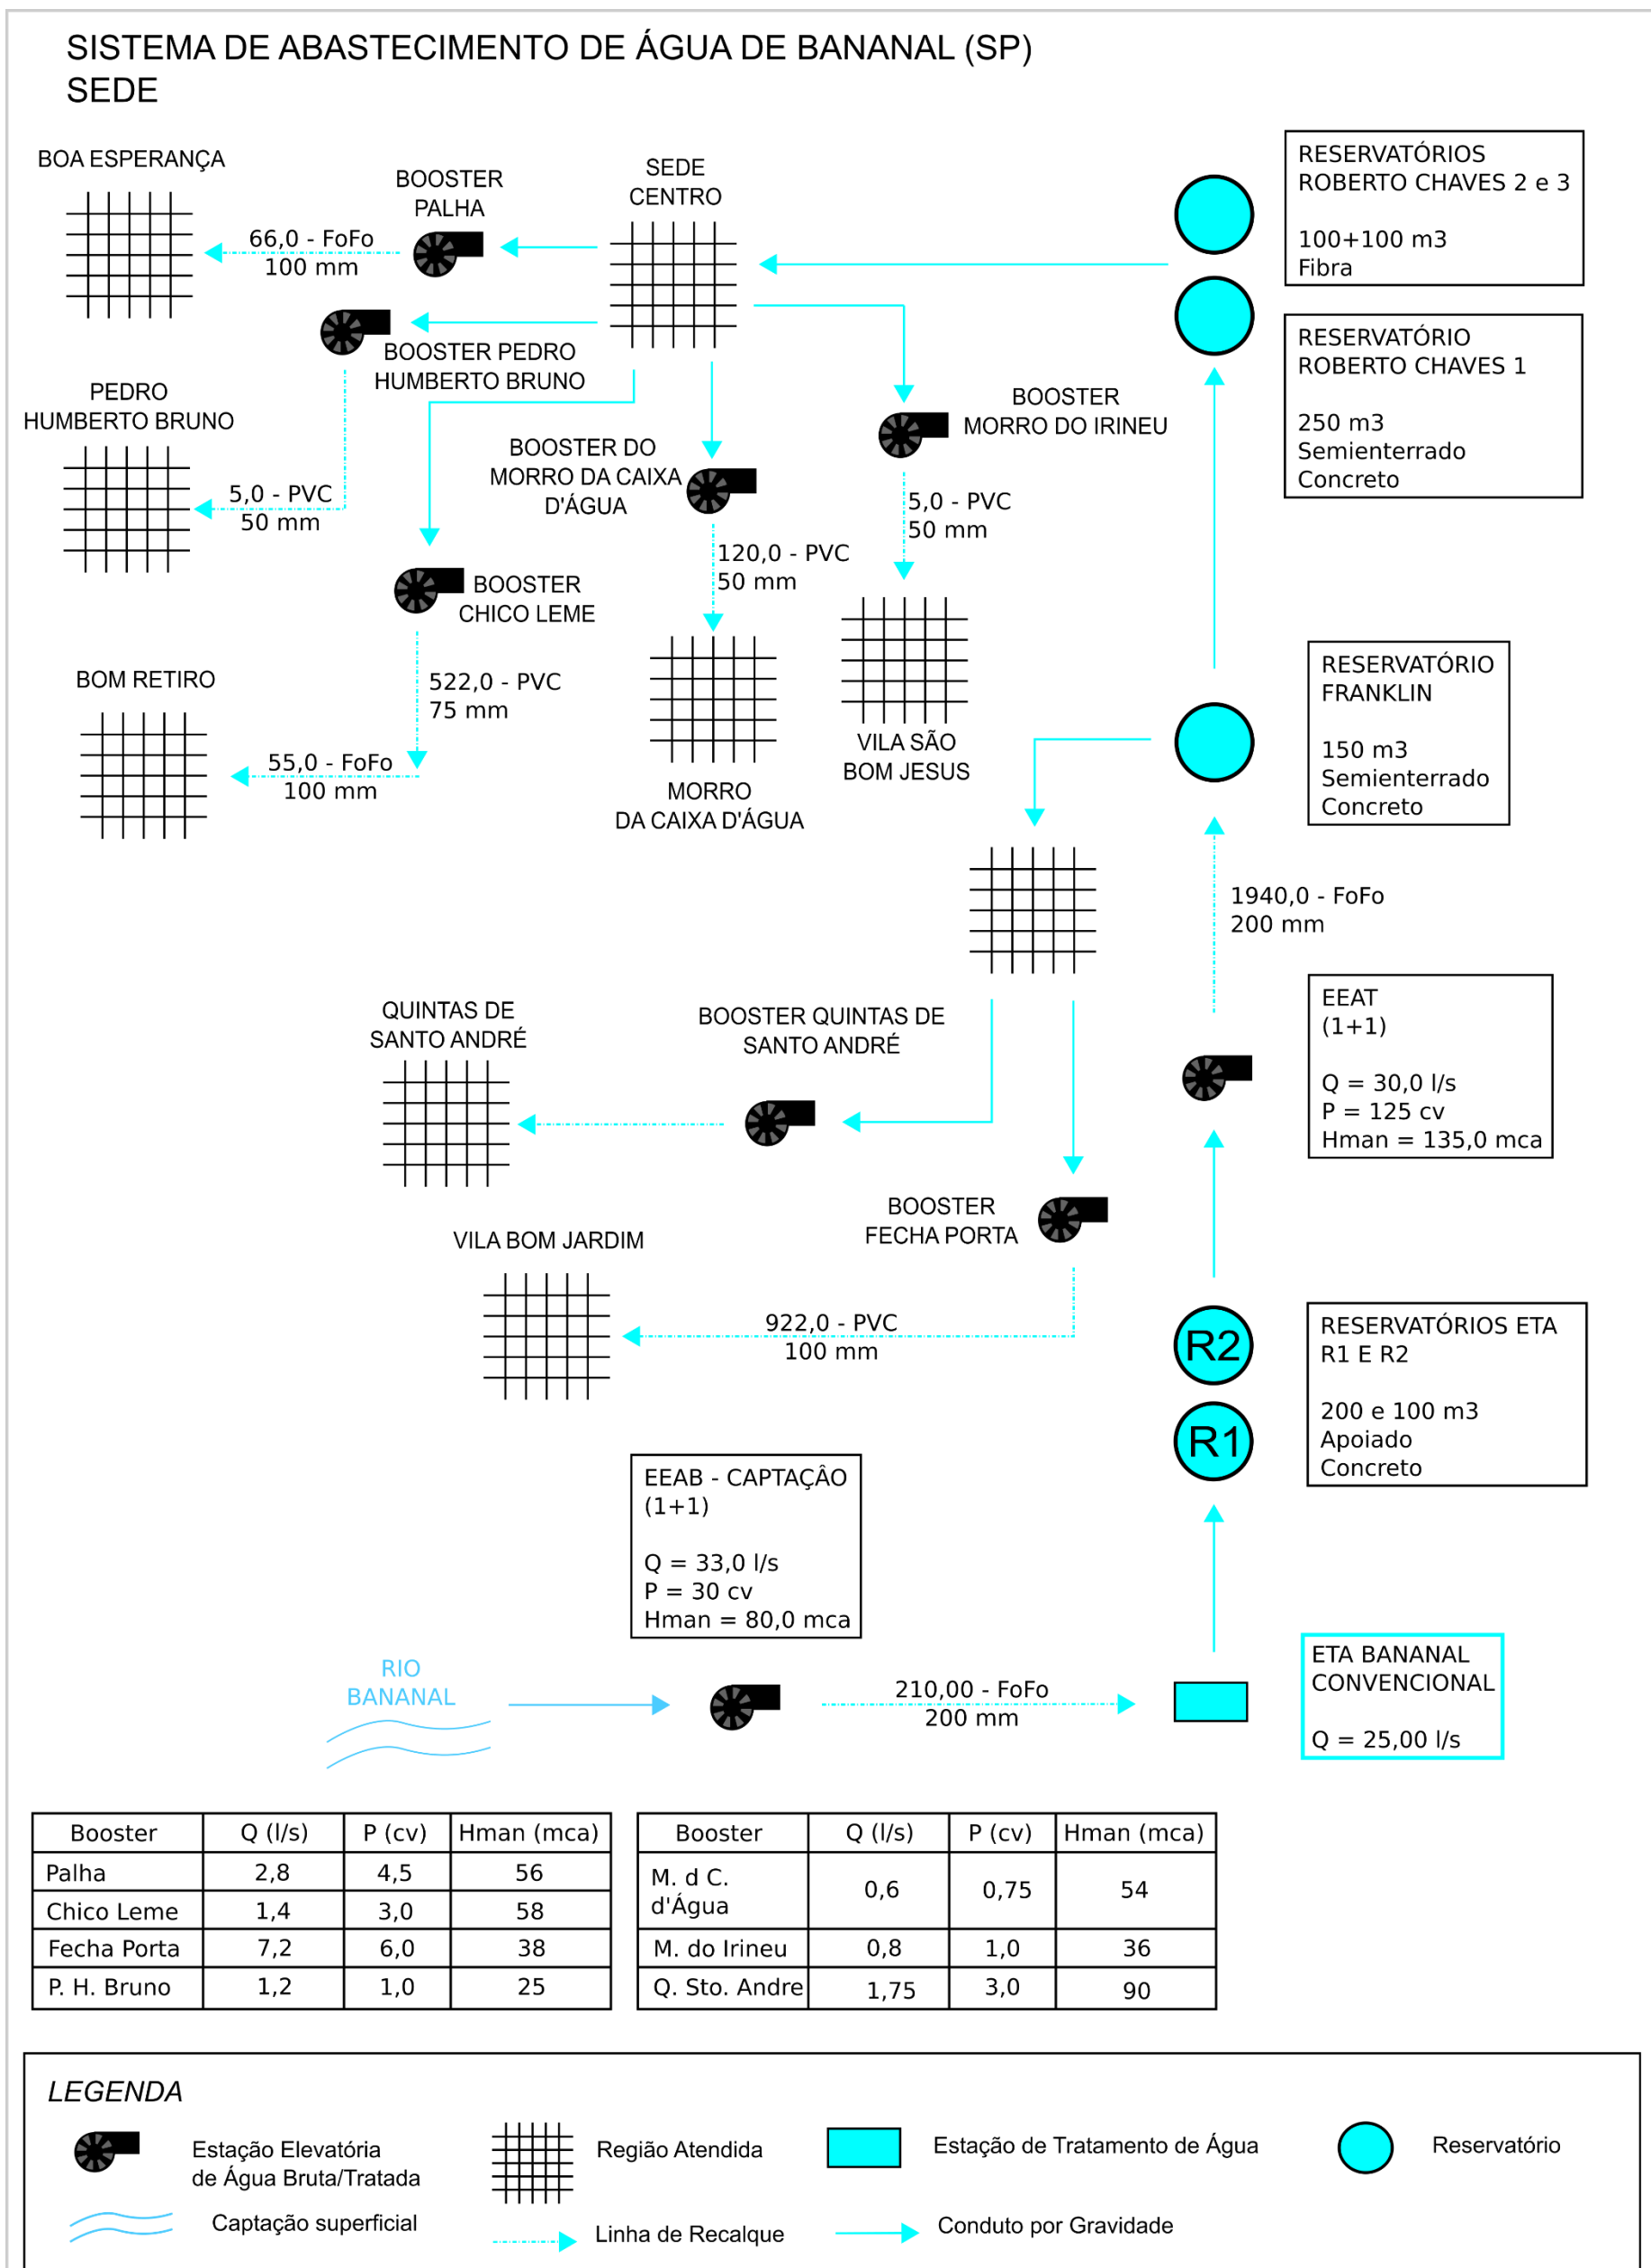 SISTEMA DE ABASTECIMENTO DE ÁGUA DE BANANAL (SP)
SEDE
BOA ESPERANÇA
BOOSTER
PALHA
SEDE
CENTRO
66,0 - FoFo
100 mm
RESERVATÓRIOS
ROBERTO CHAVES 2 e 3
100+100 m3
Fibra
BOOSTER PEDRO
HUMBERTO BRUNO
RESERVATÓRIO
ROBERTO CHAVES 1
250 m3
Semienterrado
Concreto
PEDRO
HUMBERTO BRUNO
5,0 - PVC
50 mm
BOOSTER DO
MORRO DA CAIXA
D'ÁGUA
BOOSTER
MORRO DO IRINEU
5,0 - PVC
50 mm
120,0 - PVC
50 mm
BOOSTER
CHICO LEME
BOM RETIRO
522,0 - PVC
75 mm
55,0 - FoFo
100 mm
VILA SÃO
BOM JESUS
MORRO
DA CAIXA D'ÁGUA
RESERVATÓRIO
FRANKLIN
150 m3
Semienterrado
Concreto
1940,0 - FoFo
200 mm
QUINTAS DE
SANTO ANDRÉ
BOOSTER QUINTAS DE
SANTO ANDRÉ
EEAT
(1+1)
Q = 30,0 l/s
P = 125 cv
Hman = 135,0 mca
BOOSTER
FECHA PORTA
VILA BOM JARDIM
922,0 - PVC
100 mm
R2
R1
RESERVATÓRIOS ETA
R1 E R2
200 e 100 m3
Apoiado
Concreto
EEAB - CAPTAÇÂO
(1+1)
Q = 33,0 l/s
P = 30 cv
Hman = 80,0 mca
RIO
BANANAL
210,00 - FoFo
200 mm
ETA BANANAL
CONVENCIONAL
Q = 25,00 l/s
Booster Q (l/s) P (cv) Hman (mca)
Palha 2,8 4,5 56
Chico Leme 1,4 3,0 58
Fecha Porta 7,2 6,0 38
P. H. Bruno 1,2 1,0 25
Booster Q (l/s) P (cv) Hman (mca)
M. d C.
d'Água 0,6 0,75 54
M. do Irineu 0,8 1,0 36
Q. Sto. Andre 1,75 3,0 90
LEGENDA
Estação Elevatória
de Água Bruta/Tratada
Região Atendida
Estação de Tratamento de Água
Reservatório
Captação superficial
Linha de Recalque
Conduto por Gravidade